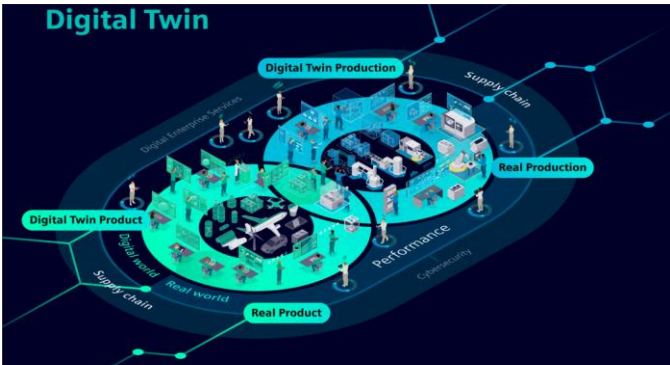 Digital Twin
Digital Twin Production
Supply chain
Digital Enterprise Services
Real Production
Digital Twin Product
Digital world
Performance
Cybersecurity
Supply chain
Real world
Real Product